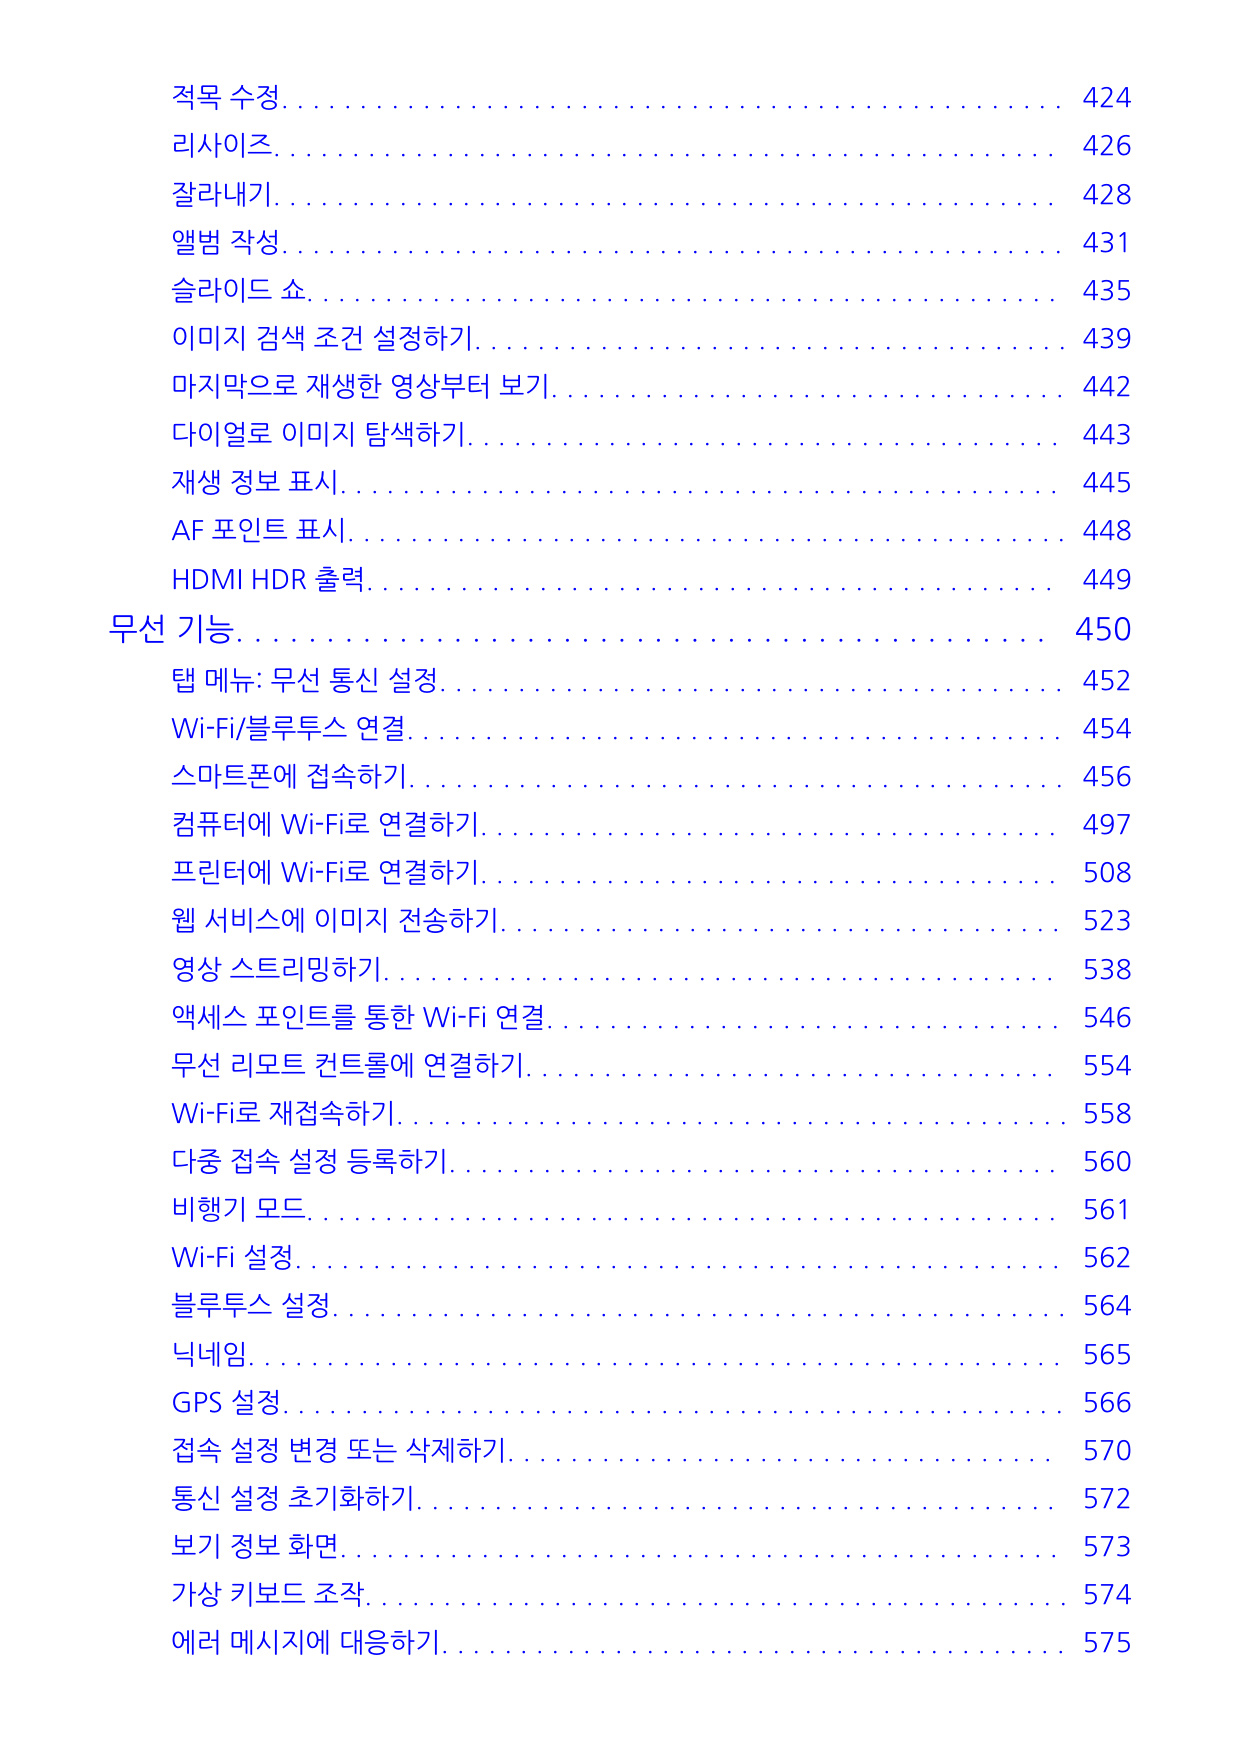 적목 수정. . . . . . . . . . . . . . . . . . . . . . . . . . . . . . . . . . . . . . . . . . . . . . . . . . 424
리사이즈. . . . . . . . . . . . . . . . . . . . . . . . . . . . . . . . . . . . . . . . . . . . . . . . . . 426
잘라내기. . . . . . . . . . . . . . . . . . . . . . . . . . . . . . . . . . . . . . . . . . . . . . . . . . 428
앨범 작성. . . . . . . . . . . . . . . . . . . . . . . . . . . . . . . . . . . . . . . . . . . . . . . . . . 431
슬라이드 쇼. . . . . . . . . . . . . . . . . . . . . . . . . . . . . . . . . . . . . . . . . . . . . . . . 435
이미지 검색 조건 설정하기. . . . . . . . . . . . . . . . . . . . . . . . . . . . . . . . . . . . . . 439
마지막으로 재생한 영상부터 보기. . . . . . . . . . . . . . . . . . . . . . . . . . . . . . . . . 442
다이얼로 이미지 탐색하기. . . . . . . . . . . . . . . . . . . . . . . . . . . . . . . . . . . . . . 443
재생 정보 표시. . . . . . . . . . . . . . . . . . . . . . . . . . . . . . . . . . . . . . . . . . . . . . 445
AF 포인트 표시. . . . . . . . . . . . . . . . . . . . . . . . . . . . . . . . . . . . . . . . . . . . . . 448
HDMI HDR 출력. . . . . . . . . . . . . . . . . . . . . . . . . . . . . . . . . . . . . . . . . . . . 449
무선 기능. . . . . . . . . . . . . . . . . . . . . . . . . . . . . . . . . . . . . . . . . . . . . 450
탭 메뉴: 무선 통신 설정. . . . . . . . . . . . . . . . . . . . . . . . . . . . . . . . . . . . . . . . 452
Wi-Fi/블루투스 연결. . . . . . . . . . . . . . . . . . . . . . . . . . . . . . . . . . . . . . . . . . 454
스마트폰에 접속하기. . . . . . . . . . . . . . . . . . . . . . . . . . . . . . . . . . . . . . . . . . 456
컴퓨터에 Wi-Fi로 연결하기. . . . . . . . . . . . . . . . . . . . . . . . . . . . . . . . . . . . . 497
프린터에 Wi-Fi로 연결하기. . . . . . . . . . . . . . . . . . . . . . . . . . . . . . . . . . . . . 508
웹 서비스에 이미지 전송하기. . . . . . . . . . . . . . . . . . . . . . . . . . . . . . . . . . . . 523
영상 스트리밍하기. . . . . . . . . . . . . . . . . . . . . . . . . . . . . . . . . . . . . . . . . . . 538
액세스 포인트를 통한 Wi-Fi 연결. . . . . . . . . . . . . . . . . . . . . . . . . . . . . . . . . 546
무선 리모트 컨트롤에 연결하기. . . . . . . . . . . . . . . . . . . . . . . . . . . . . . . . . . 554
Wi-Fi로 재접속하기. . . . . . . . . . . . . . . . . . . . . . . . . . . . . . . . . . . . . . . . . . . 558
다중 접속 설정 등록하기. . . . . . . . . . . . . . . . . . . . . . . . . . . . . . . . . . . . . . . 560
비행기 모드. . . . . . . . . . . . . . . . . . . . . . . . . . . . . . . . . . . . . . . . . . . . . . . . 561
Wi-Fi 설정. . . . . . . . . . . . . . . . . . . . . . . . . . . . . . . . . . . . . . . . . . . . . . . . . 562
블루투스 설정. . . . . . . . . . . . . . . . . . . . . . . . . . . . . . . . . . . . . . . . . . . . . . . 564
닉네임. . . . . . . . . . . . . . . . . . . . . . . . . . . . . . . . . . . . . . . . . . . . . . . . . . . . 565
GPS 설정. . . . . . . . . . . . . . . . . . . . . . . . . . . . . . . . . . . . . . . . . . . . . . . . . . 566
접속 설정 변경 또는 삭제하기. . . . . . . . . . . . . . . . . . . . . . . . . . . . . . . . . . . 570
통신 설정 초기화하기. . . . . . . . . . . . . . . . . . . . . . . . . . . . . . . . . . . . . . . . . 572
보기 정보 화면. . . . . . . . . . . . . . . . . . . . . . . . . . . . . . . . . . . . . . . . . . . . . . 573
가상 키보드 조작. . . . . . . . . . . . . . . . . . . . . . . . . . . . . . . . . . . . . . . . . . . . . 574
에러 메시지에 대응하기. . . . . . . . . . . . . . . . . . . . . . . . . . . . . . . . . . . . . . . . 575